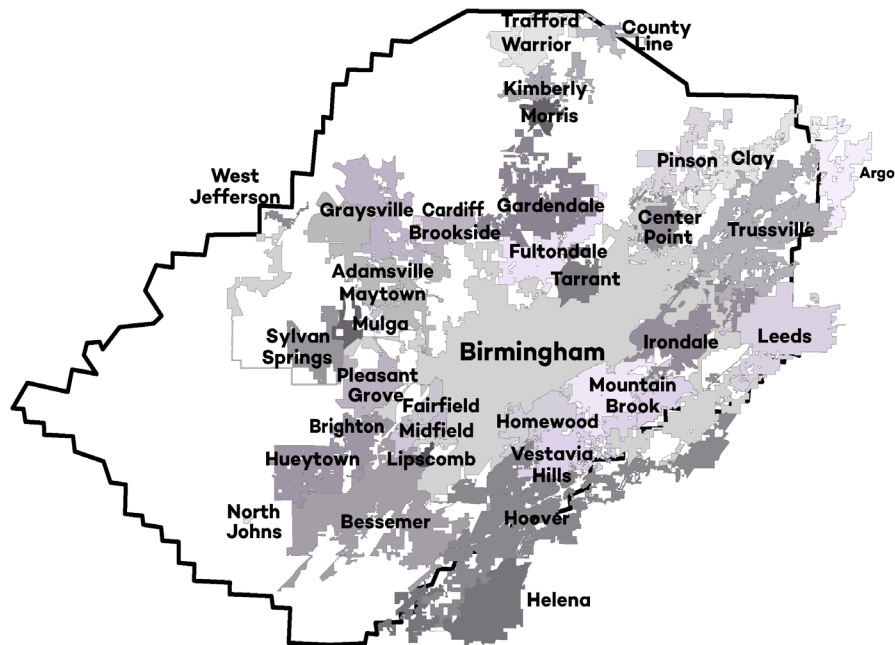 Trafford
Warrior
County
Line
Kimberly
Morris
West
Jefferson
Pinson
Clay
Argo
Graysville
Cardiff
Brookside
Gardendale
Center
Point
Trussville
Fultondale
Adamsville
Maytown
Tarrant
Mulga
Sylvan
Springs
Birmingham
Irondale
Leeds
Pleasant
Grove
Mountain
Brook
Fairfield
Midfield
Homewood
Brighton
Hueytown
Lipscomb
Vestavia
Hills
North
Johns
Bessemer
Hoover
Helena